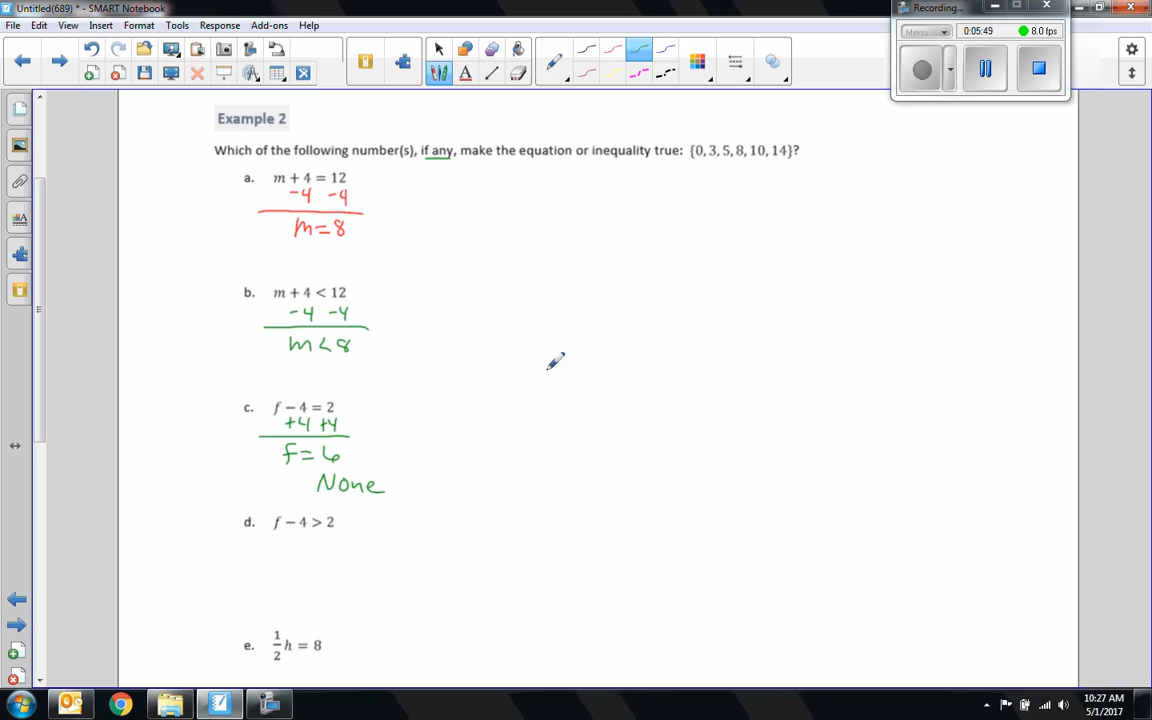 Untitled(689) * - SMART Notebook
Recording...
File Edit View Insert Format Tools Response Add-ons Help
Menu
0:05:49
8.0 fps
Example 2
Which of the following number(s), if any, make the equation or inequality true: {0, 3, 5, 8, 10, 14}?
a. m + 4 = 12
-4 -4
m = 8
b. m + 4 < 12
-4 -4
m < 8
c. f − 4 = 2
+4 +4
f = 6
None
d. f − 4 > 2
e. 1/2 h = 8
10:27 AM
5/1/2017